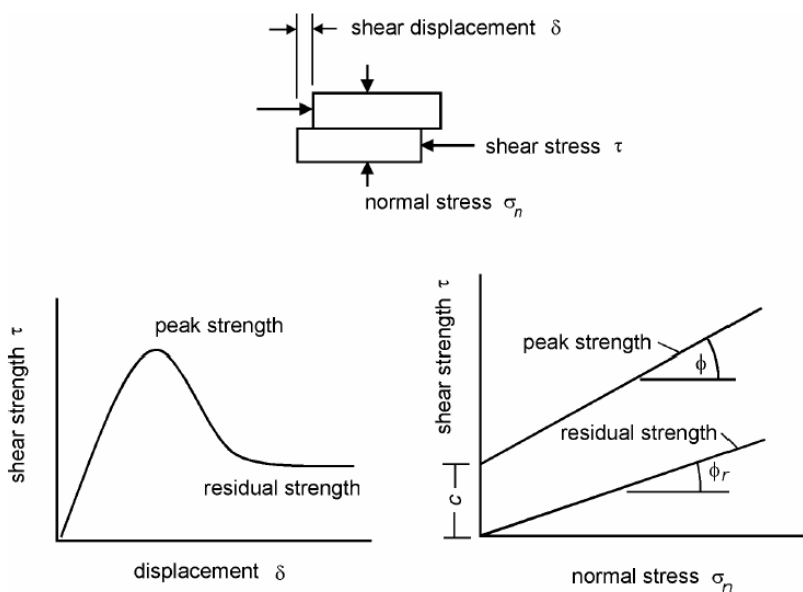 shear displacement δ
shear stress τ
normal stress σn
shear strength τ
peak strength
residual strength
displacement δ
shear strength τ
peak strength
ϕ
residual strength
ϕr
c
normal stress σn